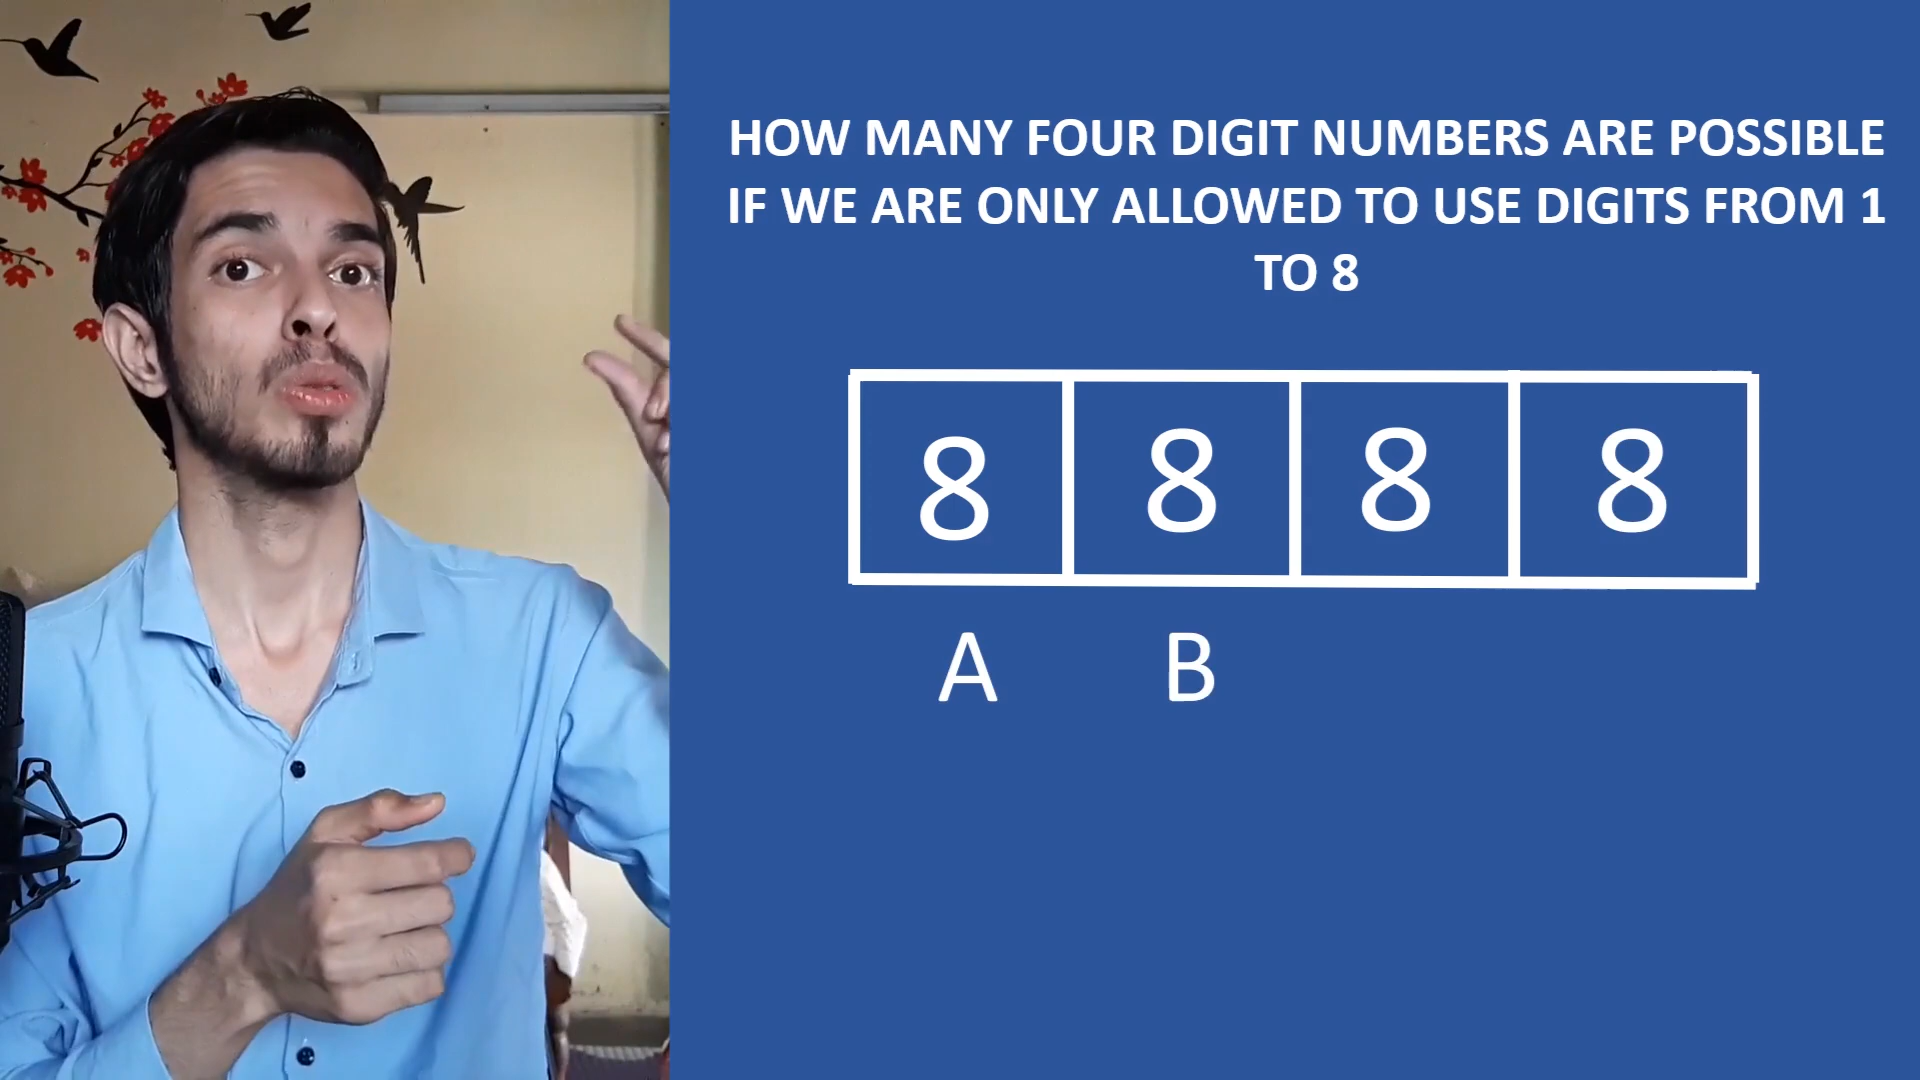 HOW MANY FOUR DIGIT NUMBERS ARE POSSIBLE
IF WE ARE ONLY ALLOWED TO USE DIGITS FROM 1
TO 8
8 8 8 8
A B